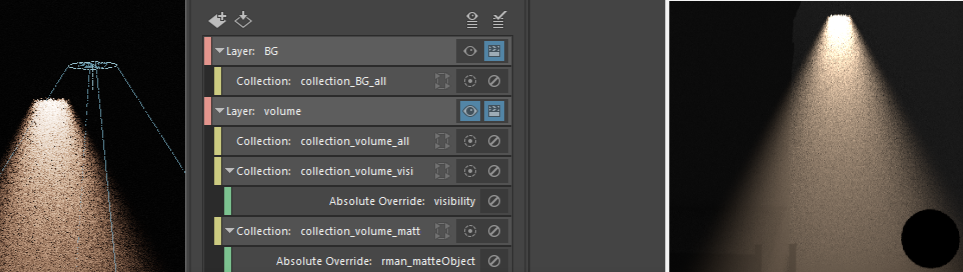 Layer: BG
Collection: collection_BG_all
Layer: volume
Collection: collection_volume_all
Collection: collection_volume_visi
Absolute Override: visibility
Collection: collection_volume_matt
Absolute Override: rman_matteObject